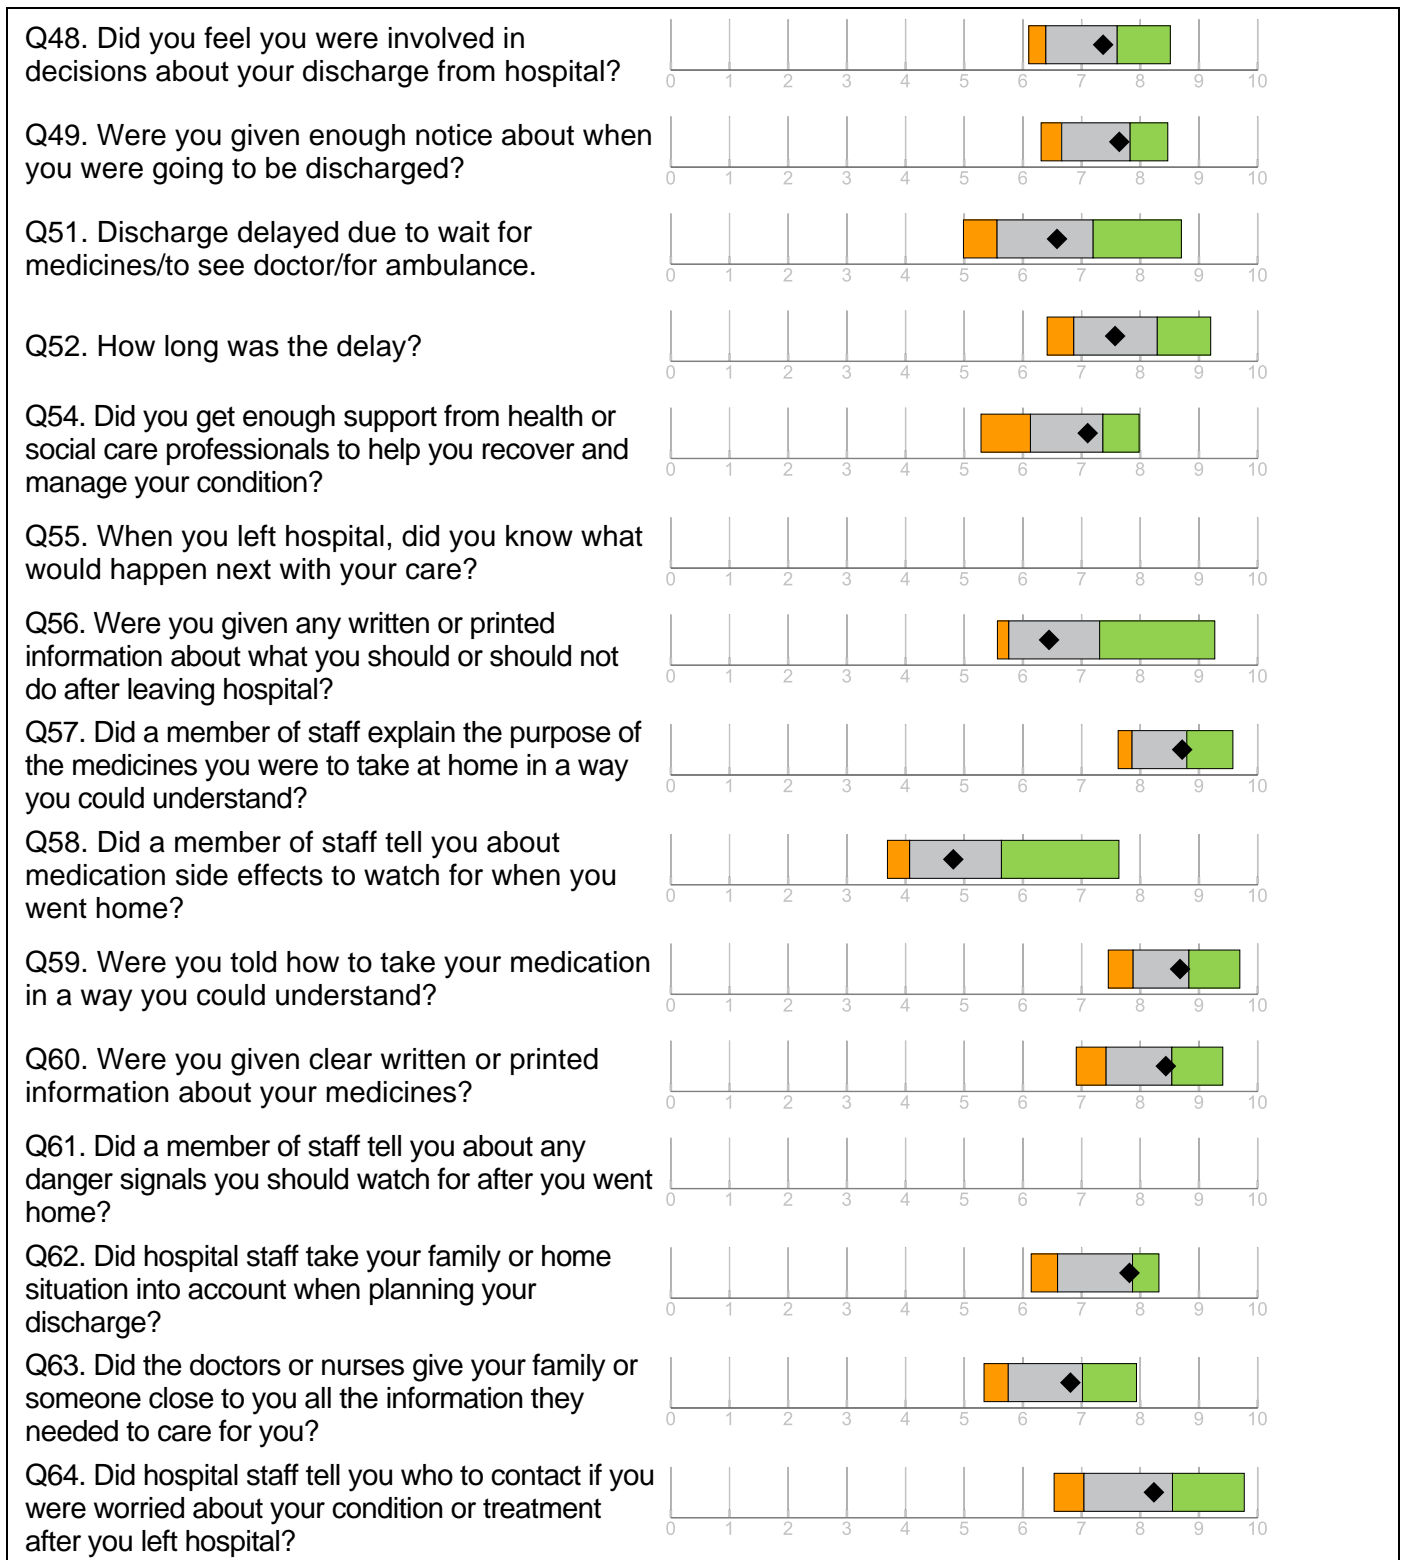 Q48. Did you feel you were involved in
decisions about your discharge from hospital?
0 1 2 3 4 5 6 7 8 9 10
Q49. Were you given enough notice about when
you were going to be discharged?
0 1 2 3 4 5 6 7 8 9 10
Q51. Discharge delayed due to wait for
medicines/to see doctor/for ambulance.
0 1 2 3 4 5 6 7 8 9 10
Q52. How long was the delay?
0 1 2 3 4 5 6 7 8 9 10
Q54. Did you get enough support from health or
social care professionals to help you recover and
manage your condition?
0 1 2 3 4 5 6 7 8 9 10
Q55. When you left hospital, did you know what
would happen next with your care?
0 1 2 3 4 5 6 7 8 9 10
Q56. Were you given any written or printed
information about what you should or should not
do after leaving hospital?
0 1 2 3 4 5 6 7 8 9 10
Q57. Did a member of staff explain the purpose of
the medicines you were to take at home in a way
you could understand?
0 1 2 3 4 5 6 7 8 9 10
Q58. Did a member of staff tell you about
medication side effects to watch for when you
went home?
0 1 2 3 4 5 6 7 8 9 10
Q59. Were you told how to take your medication
in a way you could understand?
0 1 2 3 4 5 6 7 8 9 10
Q60. Were you given clear written or printed
information about your medicines?
0 1 2 3 4 5 6 7 8 9 10
Q61. Did a member of staff tell you about any
danger signals you should watch for after you went
home?
0 1 2 3 4 5 6 7 8 9 10
Q62. Did hospital staff take your family or home
situation into account when planning your
discharge?
0 1 2 3 4 5 6 7 8 9 10
Q63. Did the doctors or nurses give your family or
someone close to you all the information they
needed to care for you?
0 1 2 3 4 5 6 7 8 9 10
Q64. Did hospital staff tell you who to contact if you
were worried about your condition or treatment
after you left hospital?
0 1 2 3 4 5 6 7 8 9 10